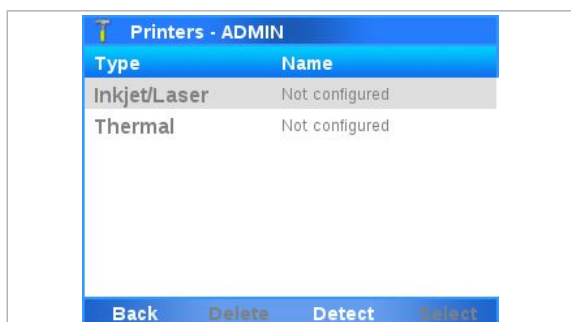 Printers - ADMIN
Type Name
Inkjet/Laser Not configured
Thermal Not configured
Back Delete Detect Select